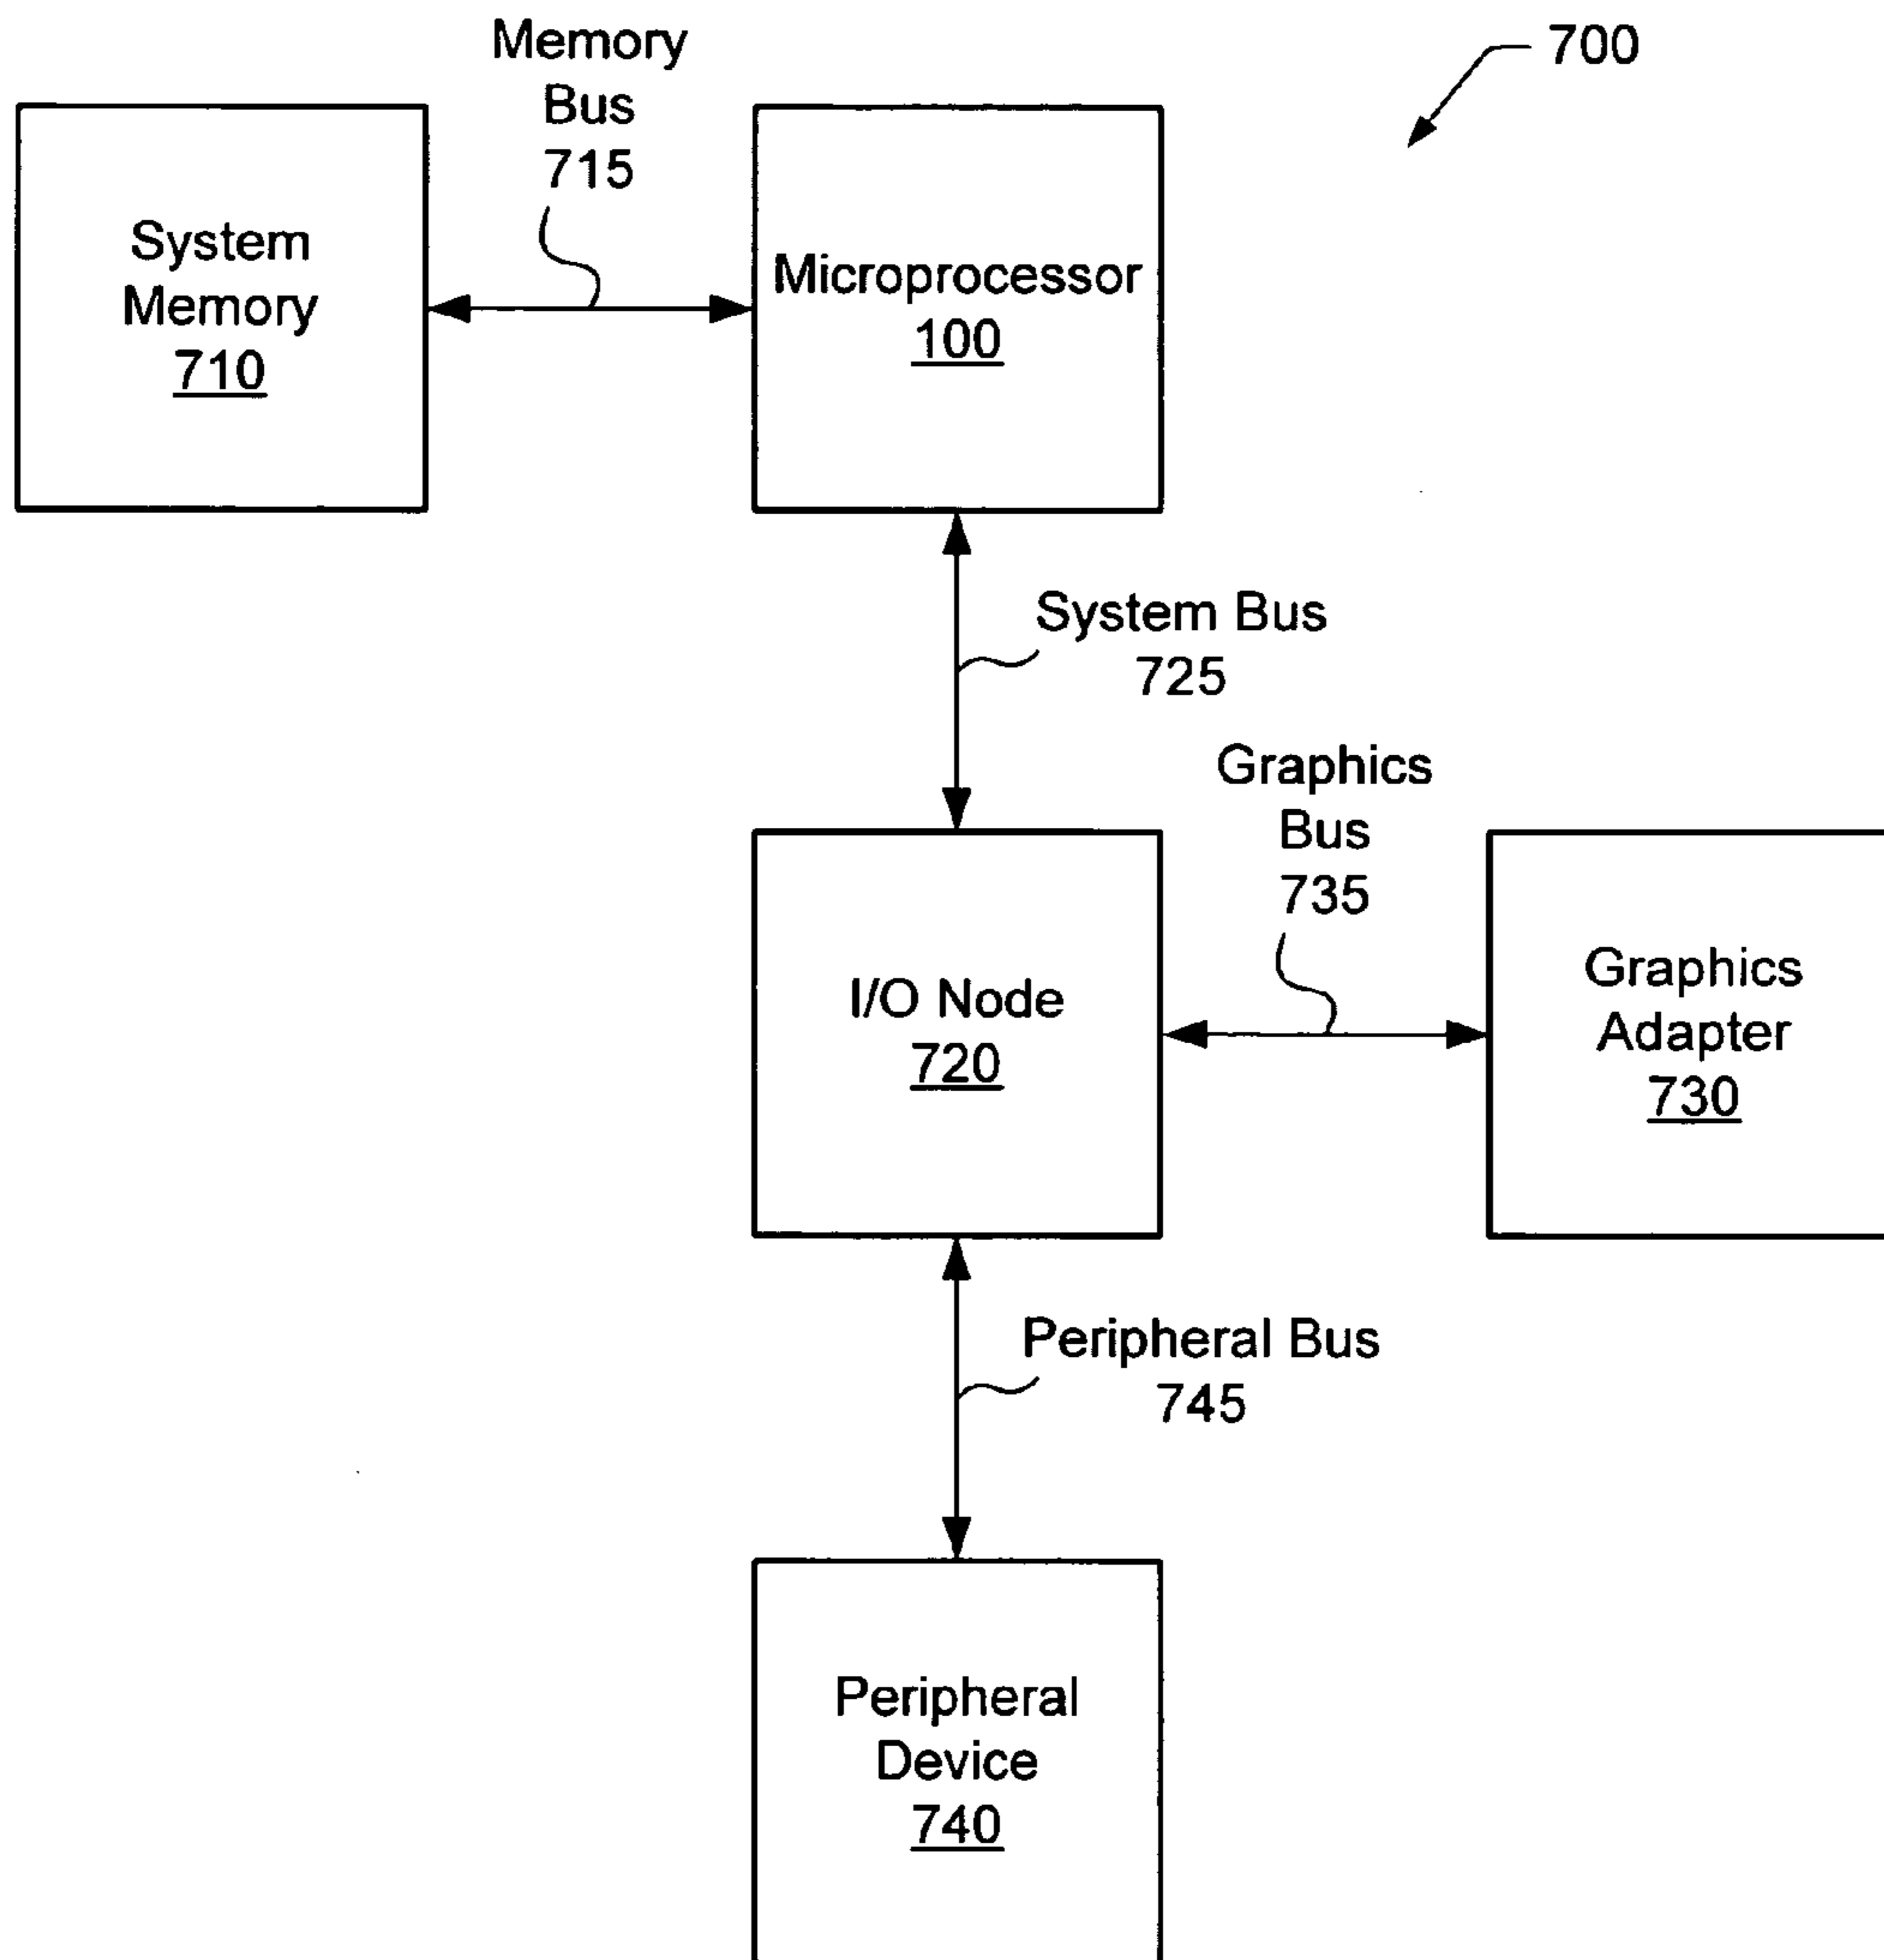 700
Memory
Bus
715
System
Memory
710
Microprocessor
100
System Bus
725
Graphics
Bus
735
I/O Node
720
Graphics
Adapter
730
Peripheral Bus
745
Peripheral
Device
740